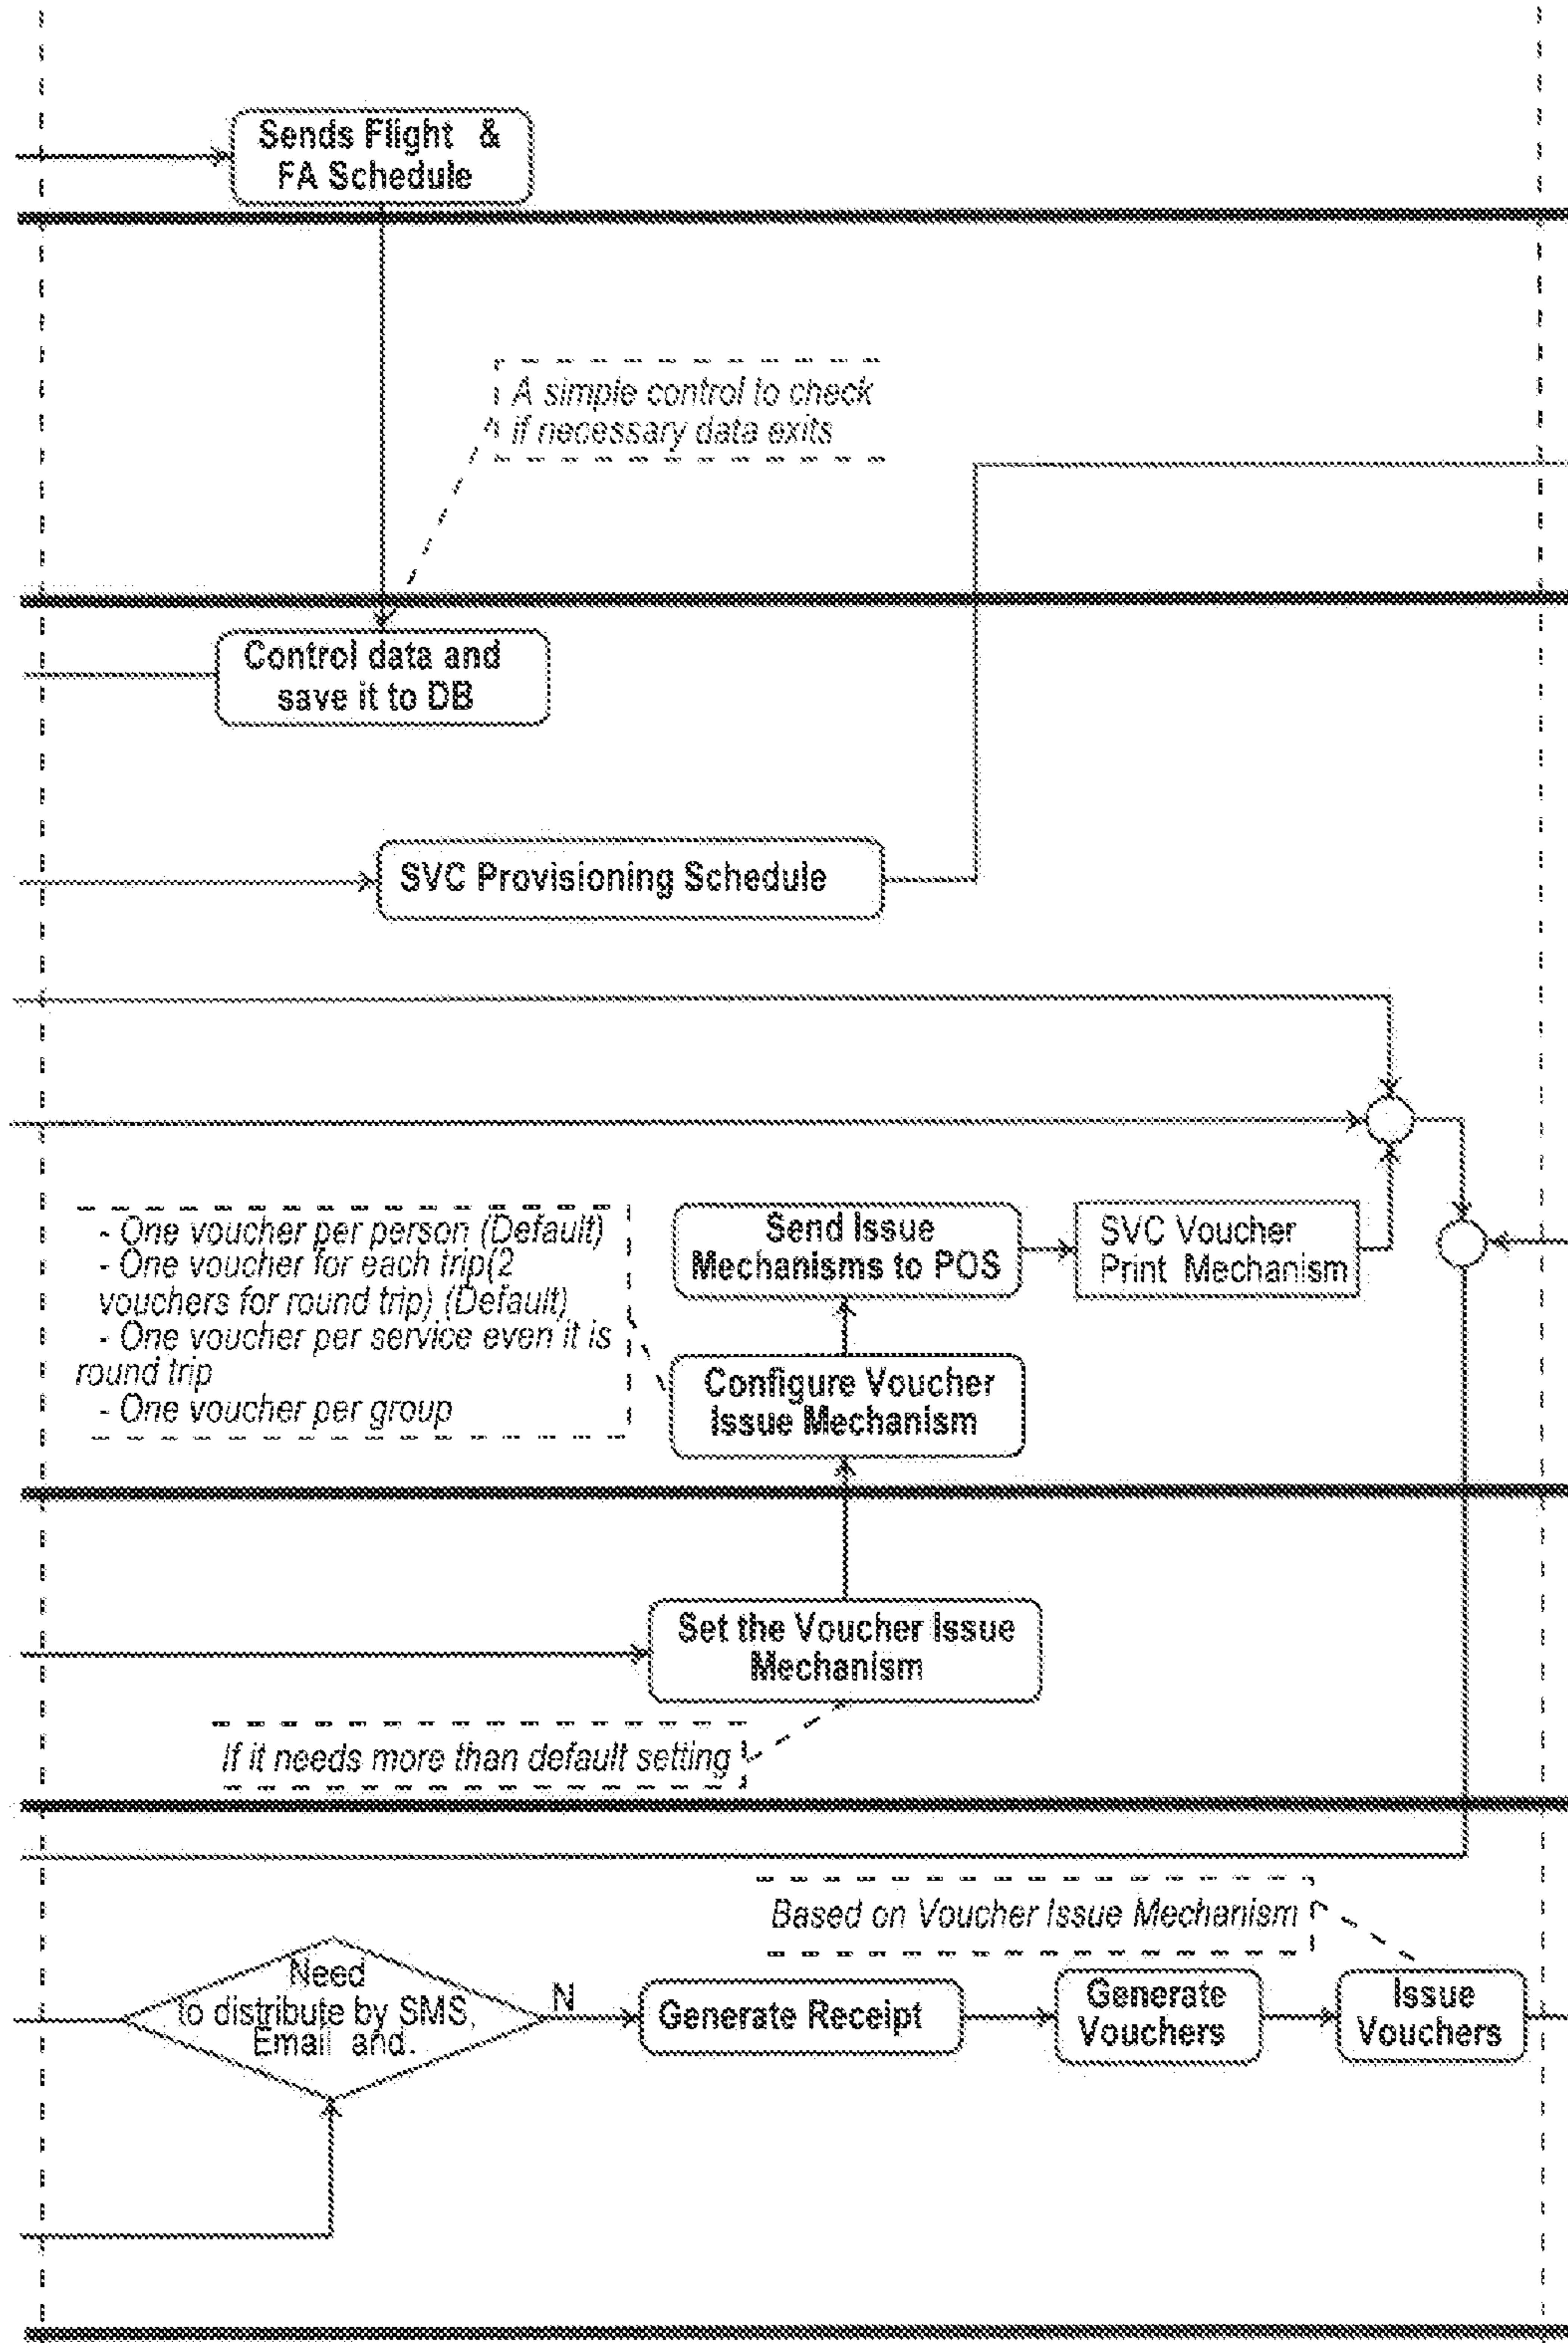 Sends Flight &
FA Schedule
A simple control to check
if necessary data exits
Control data and
save it to DB
SVC Provisioning Schedule
- One voucher per person (Default)
- One voucher for each trip(2
vouchers for round trip) (Default)
- One voucher per service even it is
round trip
- One voucher per group
Send Issue
Mechanisms to POS
SVC Voucher
Print Mechanism
Configure Voucher
Issue Mechanism
Set the Voucher Issue
Mechanism
If it needs more than default setting
Based on Voucher Issue Mechanism
Need
to distribute by SMS,
Email and.
N
Generate Receipt
Generate
Vouchers
Issue
Vouchers